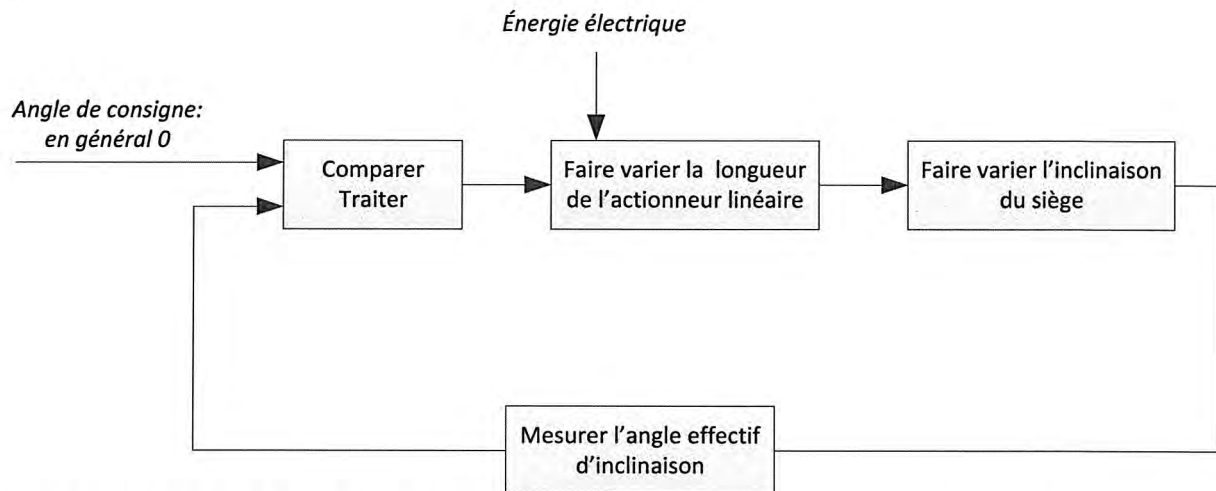 Énergie électrique
Angle de consigne:
en général 0
Comparer
Traiter
Faire varier la longueur
de l'actionneur linéaire
Faire varier l'inclinaison
du siège
Mesurer l'angle effectif
d'inclinaison